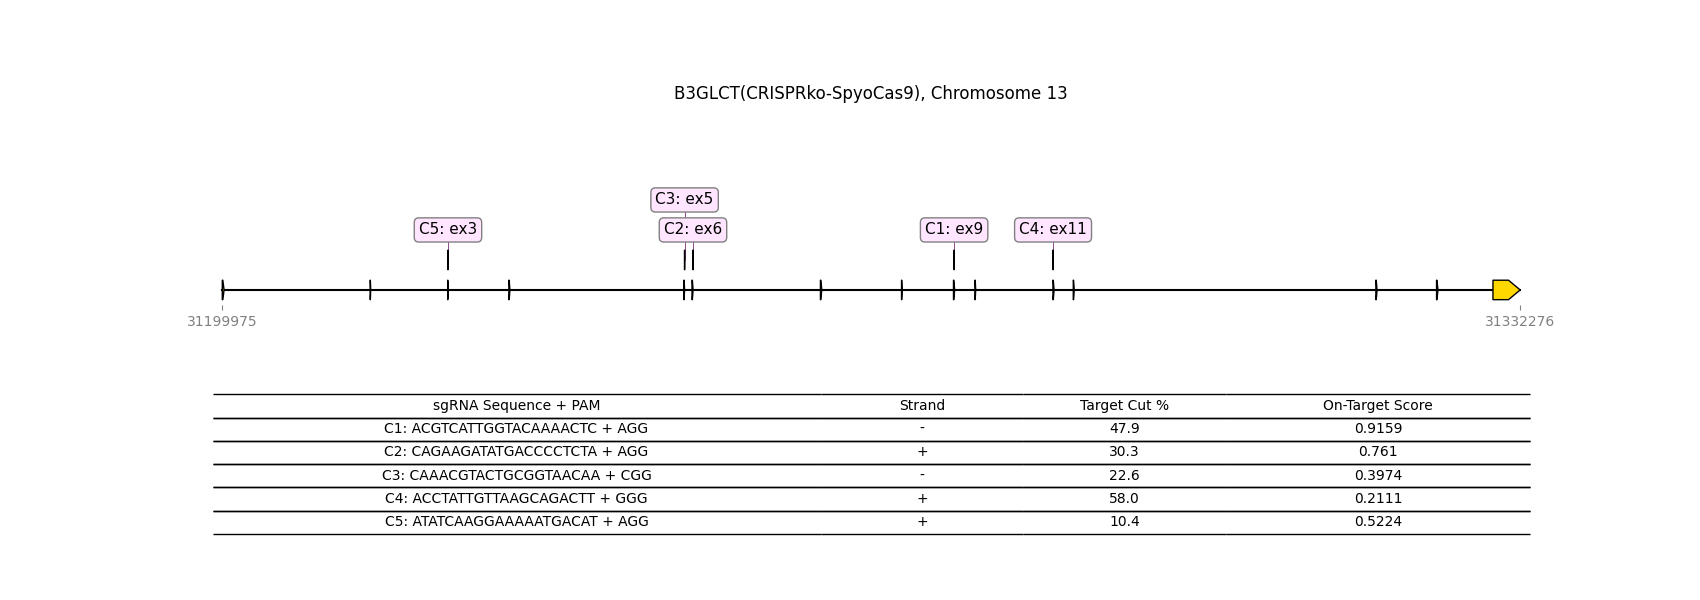 B3GLCT(CRISPRko-SpyoCas9), Chromosome 13
C3: ex5
C5: ex3 C2: ex6 C1: ex9 C4: ex11
31199975 31332276
sgRNA Sequence + PAM Strand Target Cut % On-Target Score
C1: ACGTCATTGGTACAAAACTC + AGG - 47.9 0.9159
C2: CAGAAGATATGACCCCTCTA + AGG + 30.3 0.761
C3: CAAACGTACTGCGGTAACAA + CGG - 22.6 0.3974
C4: ACCTATTGTTAAGCAGACTT + GGG + 58.0 0.2111
C5: ATATCAAGGAAAAATGACAT + AGG + 10.4 0.5224